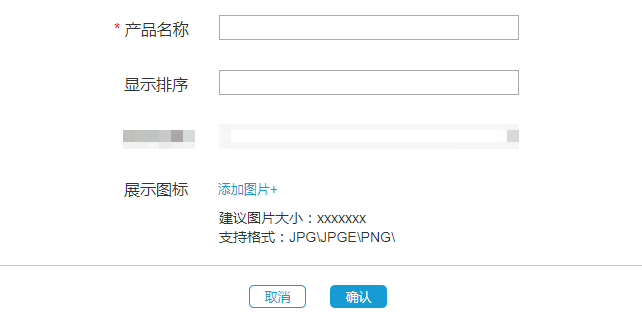 * 产品名称
显示排序
展示图标 添加图片+
建议图片大小：xxxxxxx
支持格式：JPG\JPGE\PNG\
取消 确认